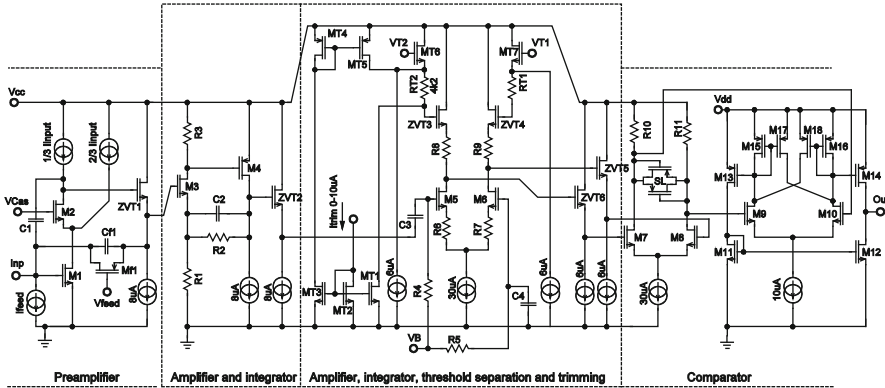 MT4
VT2
MT6
MT7
VT1
MT5
RT2
4k2
RT1
Vcc
Vdd
1/3 Iinput
2/3 Iinput
R3
ZVT3
ZVT4
R10
R11
M15
M17
M18
M16
R8
R9
M4
ZVT5
M13
M14
VCas
M2
ZVT1
M3
ZVT2
SL
C1
C2
Itrim 0-10uA
C3
M5
M6
ZVT6
M9
M10
Ou
Cf1
R2
R6
R7
M7
M8
M11
M12
Inp
M1
Mf1
R1
6uA
6uA
6uA
6uA
Ifeed
Vfeed
8uA
8uA
8uA
MT3
MT2
MT1
R4
30uA
C4
30uA
10uA
VB
R5
Preamplifier
Amplifier and integrator
Amplifier, integrator, threshold separation and trimming
Comparator